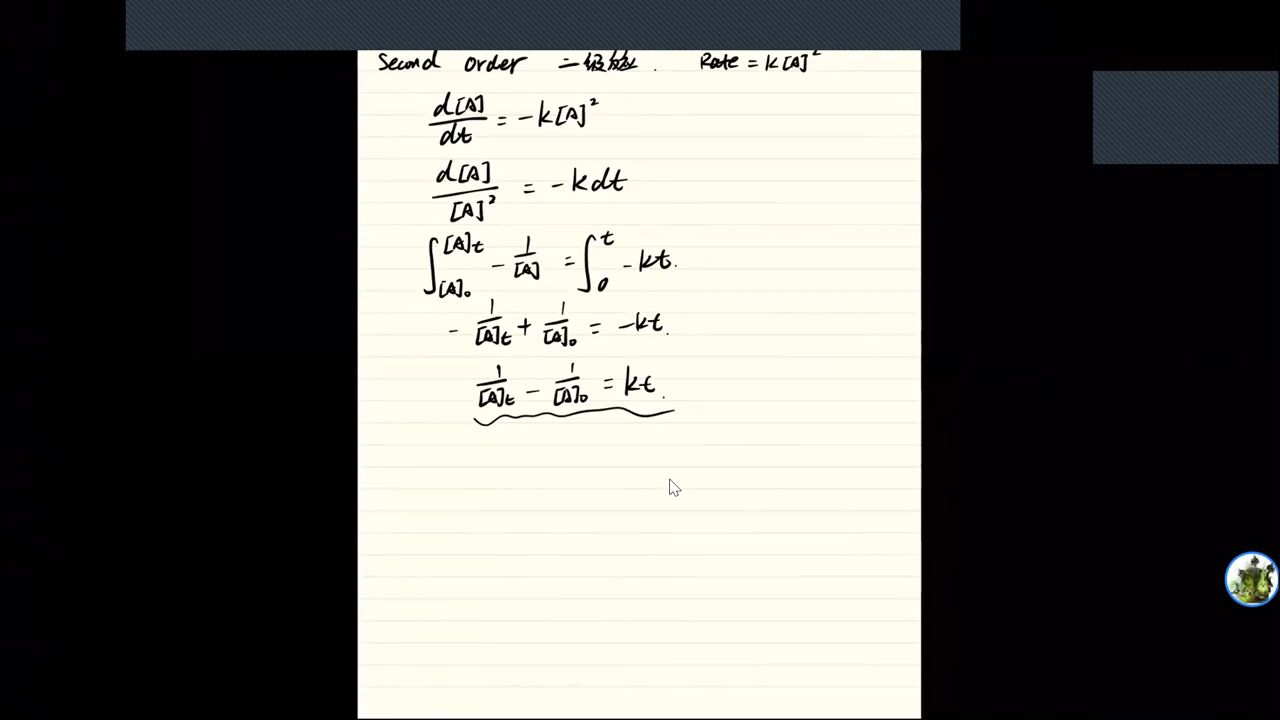 Second order 二级反应. Rate = k[A]²
d[A]/dt = -k[A]²
d[A]/[A]² = -kdt
∫_{[A]₀}^{[A]t} -1/[A] = ∫_0^t -kt.
-1/[A]t + 1/[A]₀ = -kt.
1/[A]t - 1/[A]₀ = kt.